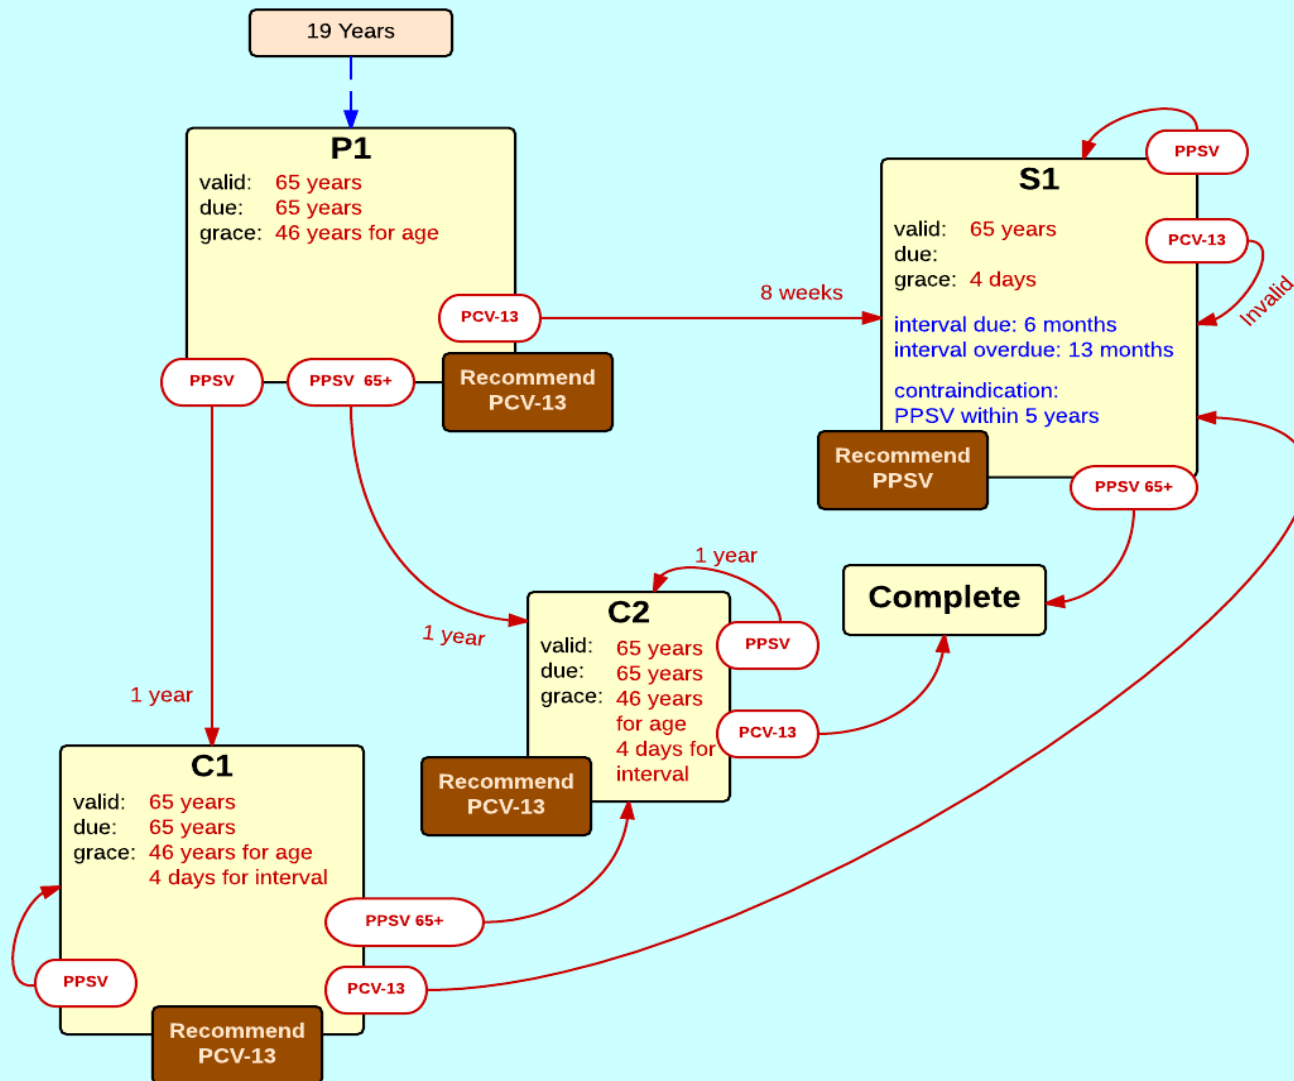 19 Years
P1
valid: 65 years
due: 65 years
grace: 46 years for age
PCV-13
PPSV
PPSV 65+
Recommend
PCV-13
8 weeks
S1
PPSV
valid: 65 years
due:
grace: 4 days
PCV-13
Invalid
interval due: 6 months
interval overdue: 13 months
contraindication:
PPSV within 5 years
Recommend
PPSV
PPSV 65+
1 year
1 year
1 year
C2
valid: 65 years
due: 65 years
grace: 46 years
for age
4 days for
interval
PPSV
PCV-13
Recommend
PCV-13
Complete
C1
valid: 65 years
due: 65 years
grace: 46 years for age
4 days for interval
PPSV 65+
PPSV
PCV-13
Recommend
PCV-13